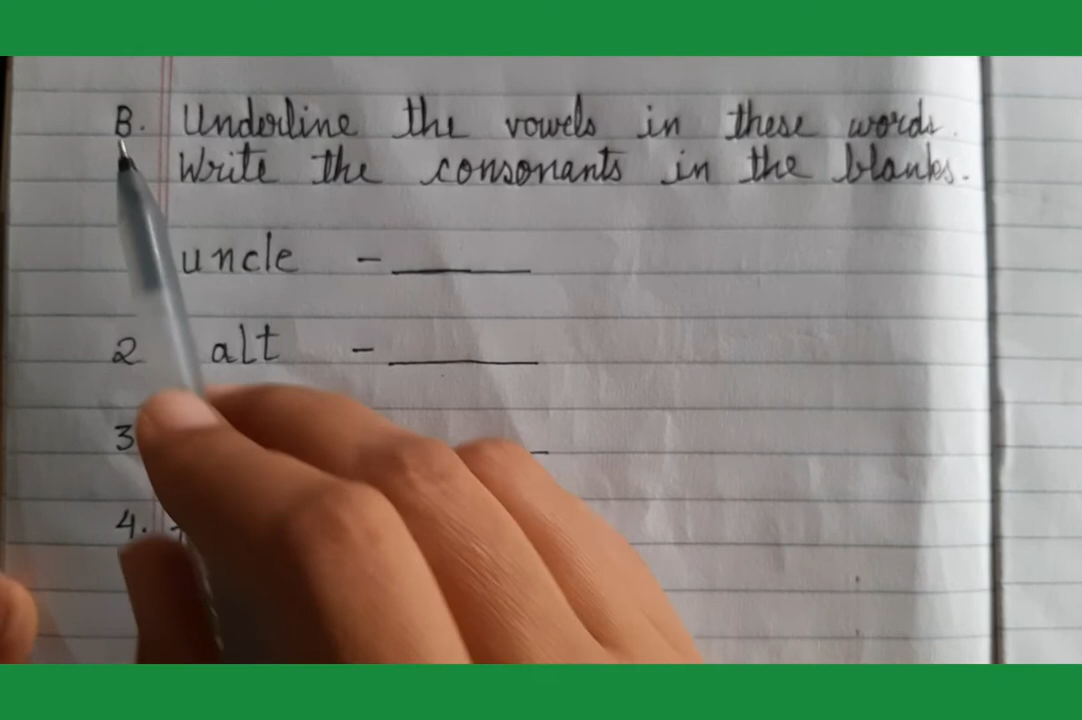 B. Underline the vowels in these words.
Write the consonants in the blanks.
uncle - ______
2 alt - ______
3
4.